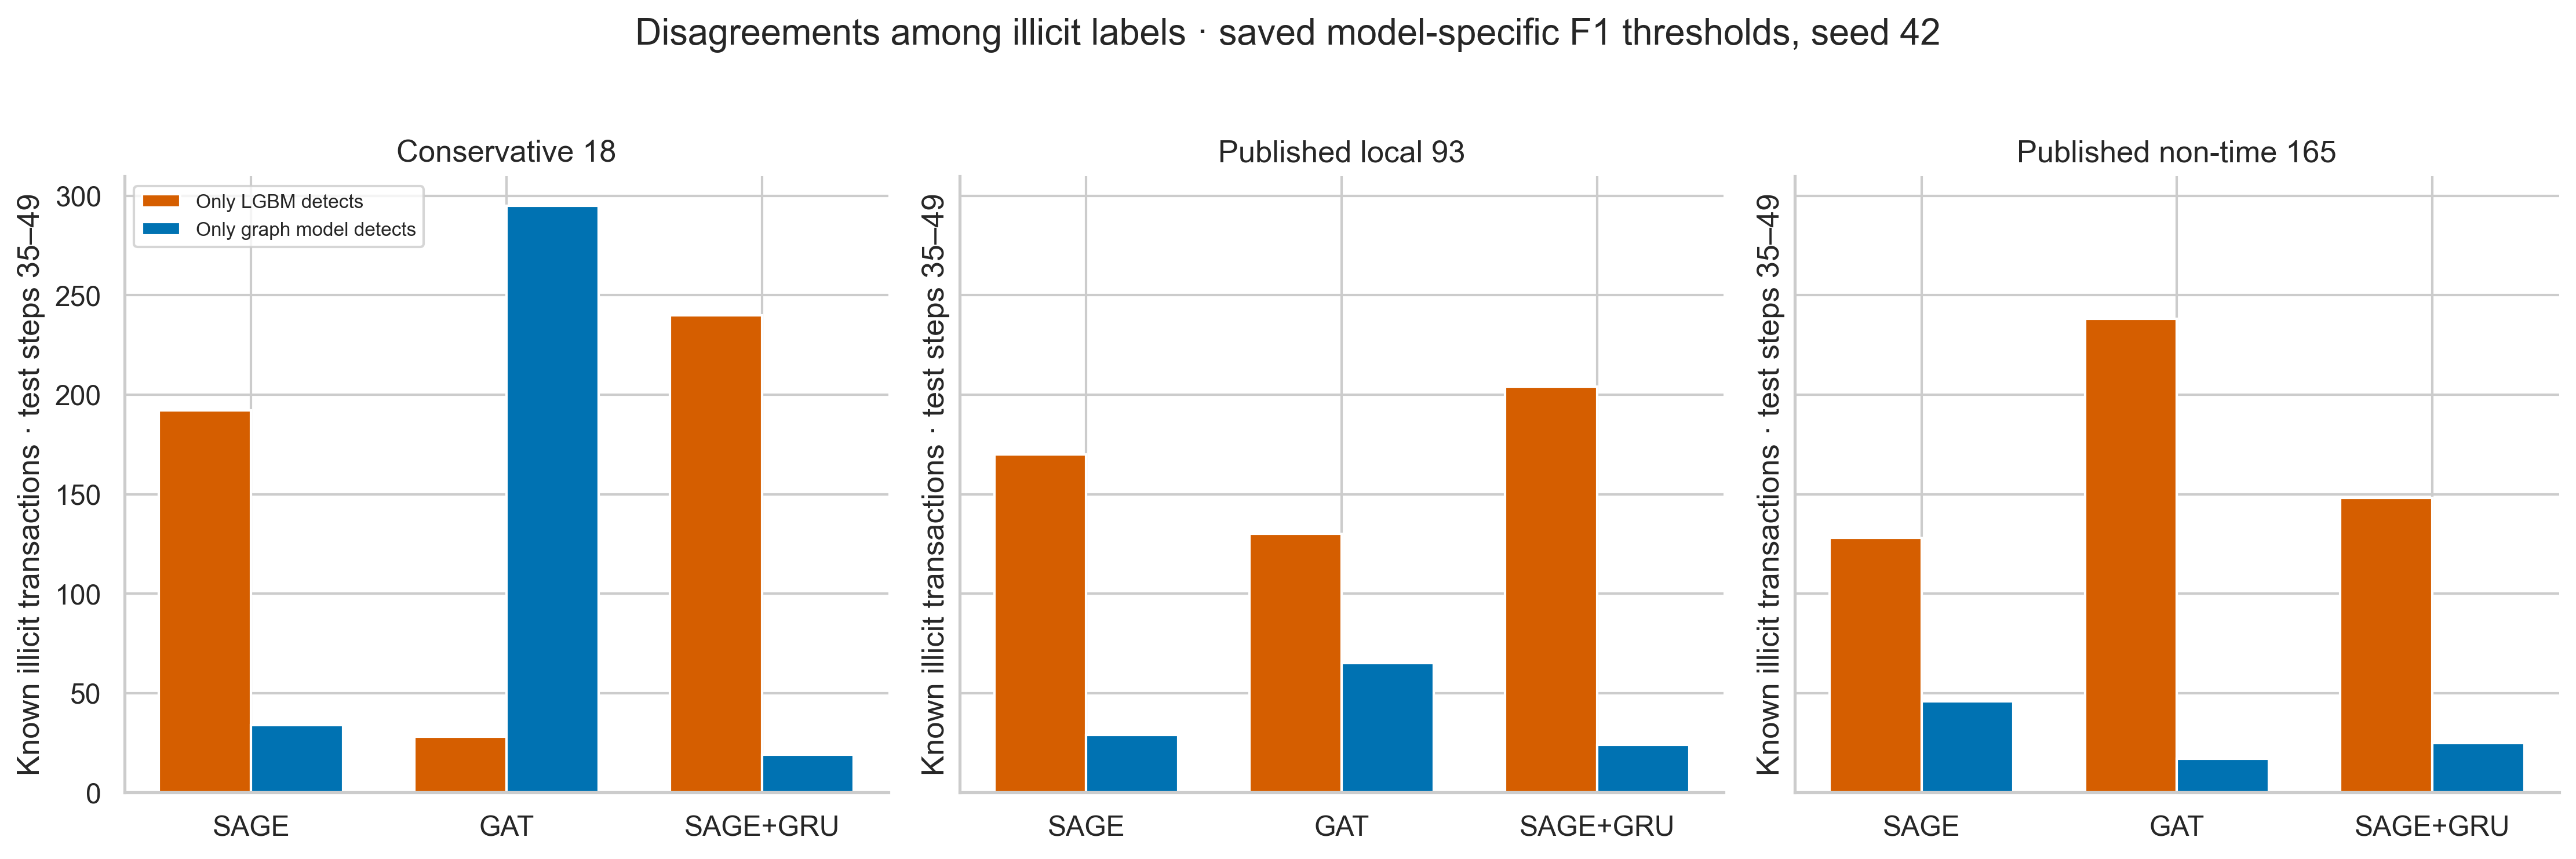 Disagreements among illicit labels · saved model-specific F1 thresholds, seed 42
Conservative 18
Known illicit transactions · test steps 35–49
300
250
200
150
100
50
0
Only LGBM detects
Only graph model detects
SAGE
GAT
SAGE+GRU
Published local 93
Known illicit transactions · test steps 35–49
SAGE
GAT
SAGE+GRU
Published non-time 165
Known illicit transactions · test steps 35–49
SAGE
GAT
SAGE+GRU